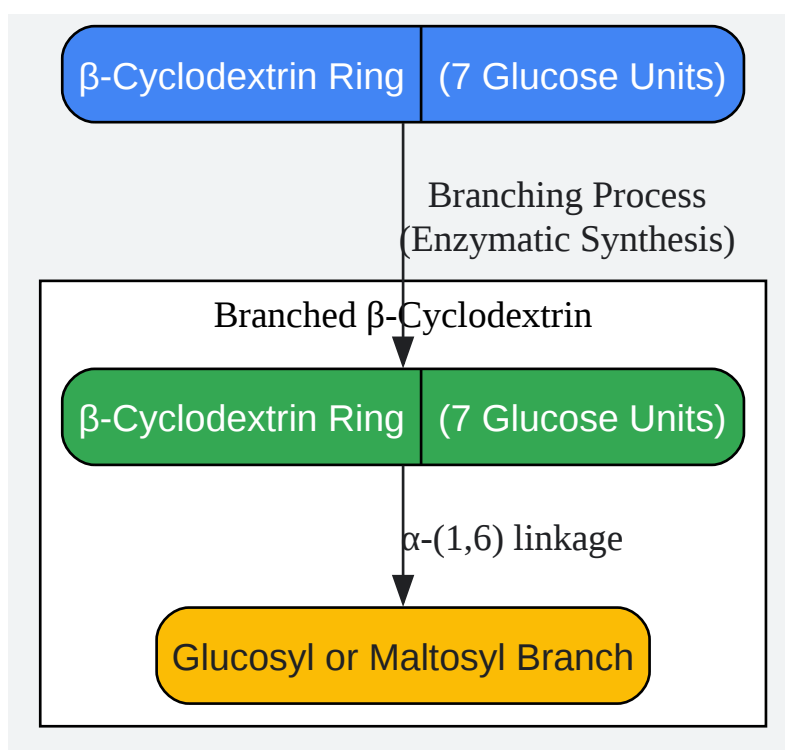 β-Cyclodextrin Ring (7 Glucose Units)
Branching Process
(Enzymatic Synthesis)
Branched β-Cyclodextrin
β-Cyclodextrin Ring (7 Glucose Units)
α-(1,6) linkage
Glucosyl or Maltosyl Branch